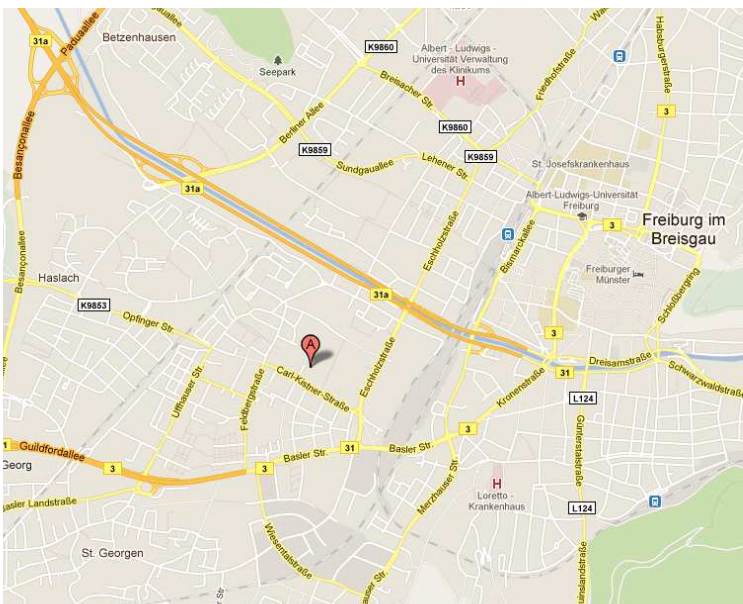 Betzenhausen
Paduaallee
31a
Seepark
K9860
Albert - Ludwigs -
Universität Verwaltung
des Klinikums
H
Breisacher Str.
Friedhofstraße
Habsburgerstraße
3
Besançonallee
Berliner Allee
K9859
K9860
K9859
Sundgauallee
Lehener Str.
31a
St. Josefskrankenhaus
Albert-Ludwigs-Universität
Freiburg
3
Freiburg im
Breisgau
Eschholzstraße
Bismarckallee
Freiburger
Münster
Schloßbergring
Besançonallee
Haslach
K9853
Opfinger Str.
31a
A
3
Dreisamstraße
31
Schwarzwaldstraße
Carl-Kistner-Straße
Eschholzstraße
Uffhauser Str.
Feldbergstraße
Kronenstraße
L124
Günterstalstraße
Guildfordallee
3
3
Basler Str.
31
Basler Str.
3
Georg
Basler Landstraße
Merzhauser Str.
H
Loretto -
Krankenhaus
L124
St. Georgen
Wiesentalstraße